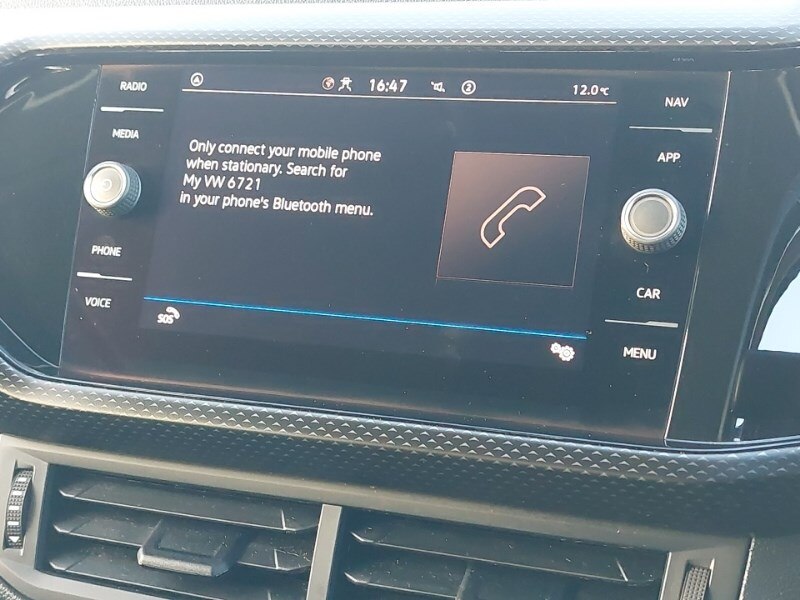 RADIO
16:47
2
12.0°C
NAV
MEDIA
APP
Only connect your mobile phone
when stationary. Search for
My VW 6721
in your phone's Bluetooth menu.
PHONE
CAR
VOICE
SOS
MENU